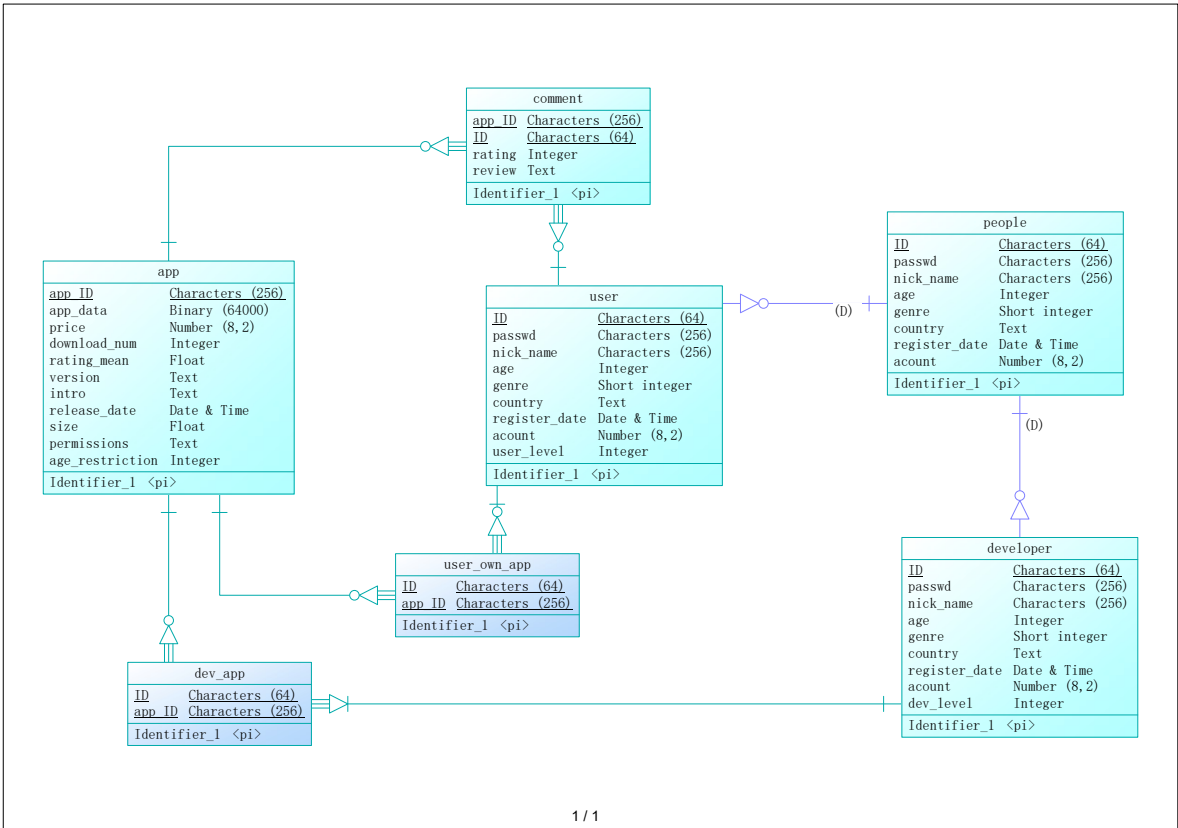 comment
app_ID Characters (256)
ID Characters (64)
rating Integer
review Text
Identifier_1 <pi>
people
ID Characters (64)
passwd Characters (256)
nick_name Characters (256)
age Integer
genre Short integer
country Text
register_date Date & Time
acount Number (8,2)
Identifier_1 <pi>
app
app_ID Characters (256)
app_data Binary (64000)
price Number (8,2)
download_num Integer
rating_mean Float
version Text
intro Text
release_date Date & Time
size Float
permissions Text
age_restriction Integer
Identifier_1 <pi>
user
ID Characters (64)
passwd Characters (256)
nick_name Characters (256)
age Integer
genre Short integer
country Text
register_date Date & Time
acount Number (8,2)
user_level Integer
Identifier_1 <pi>
(D)
(D)
user_own_app
ID Characters (64)
app_ID Characters (256)
Identifier_1 <pi>
developer
ID Characters (64)
passwd Characters (256)
nick_name Characters (256)
age Integer
genre Short integer
country Text
register_date Date & Time
acount Number (8,2)
dev_level Integer
Identifier_1 <pi>
dev_app
ID Characters (64)
app_ID Characters (256)
Identifier_1 <pi>
1 / 1